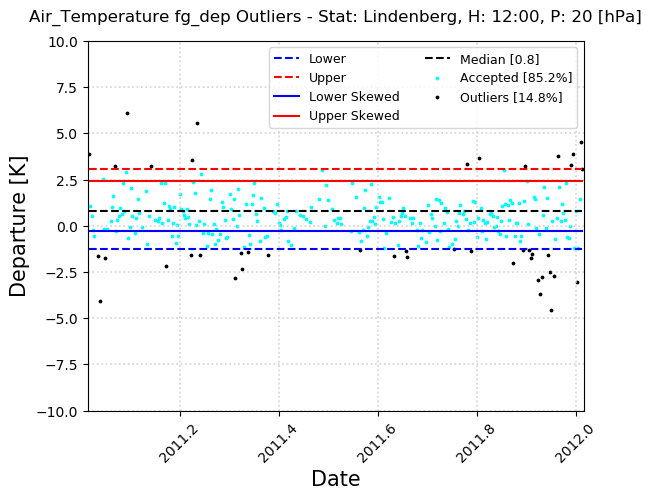 Air_Temperature fg_dep Outliers - Stat: Lindenberg, H: 12:00, P: 20 [hPa]
10.0
7.5
5.0
2.5
0.0
−2.5
−5.0
−7.5
−10.0
Departure [K]
Lower
Upper
Lower Skewed
Upper Skewed
Median [0.8]
Accepted [85.2%]
Outliers [14.8%]
2011.2
2011.4
2011.6
2011.8
2012.0
Date